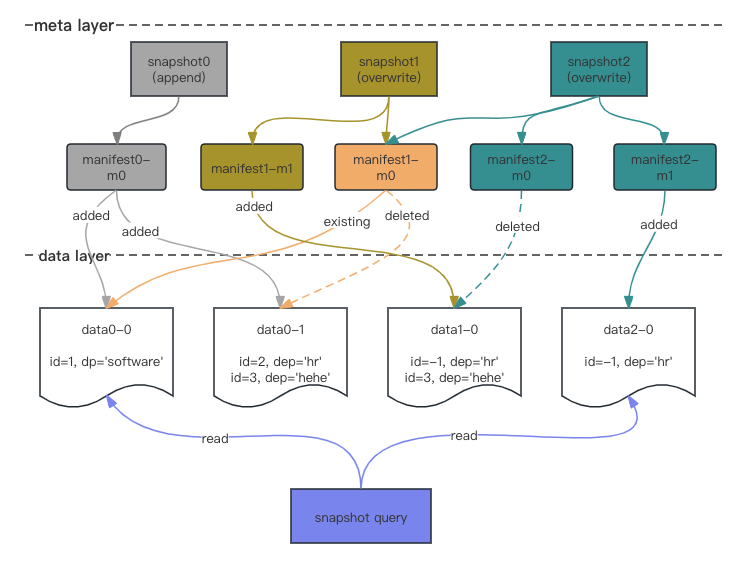 meta layer
snapshot0
(append)
snapshot1
(overwrite)
snapshot2
(overwrite)
manifest0-
m0
manifest1-m1
manifest1-
m0
manifest2-
m0
manifest2-
m1
added
added
added
existing
deleted
deleted
added
data layer
data0-0
id=1, dp='software'
data0-1
id=2, dep='hr'
id=3, dep='hehe'
data1-0
id=-1, dep='hr'
id=3, dep='hehe'
data2-0
id=-1, dep='hr'
read
read
snapshot query